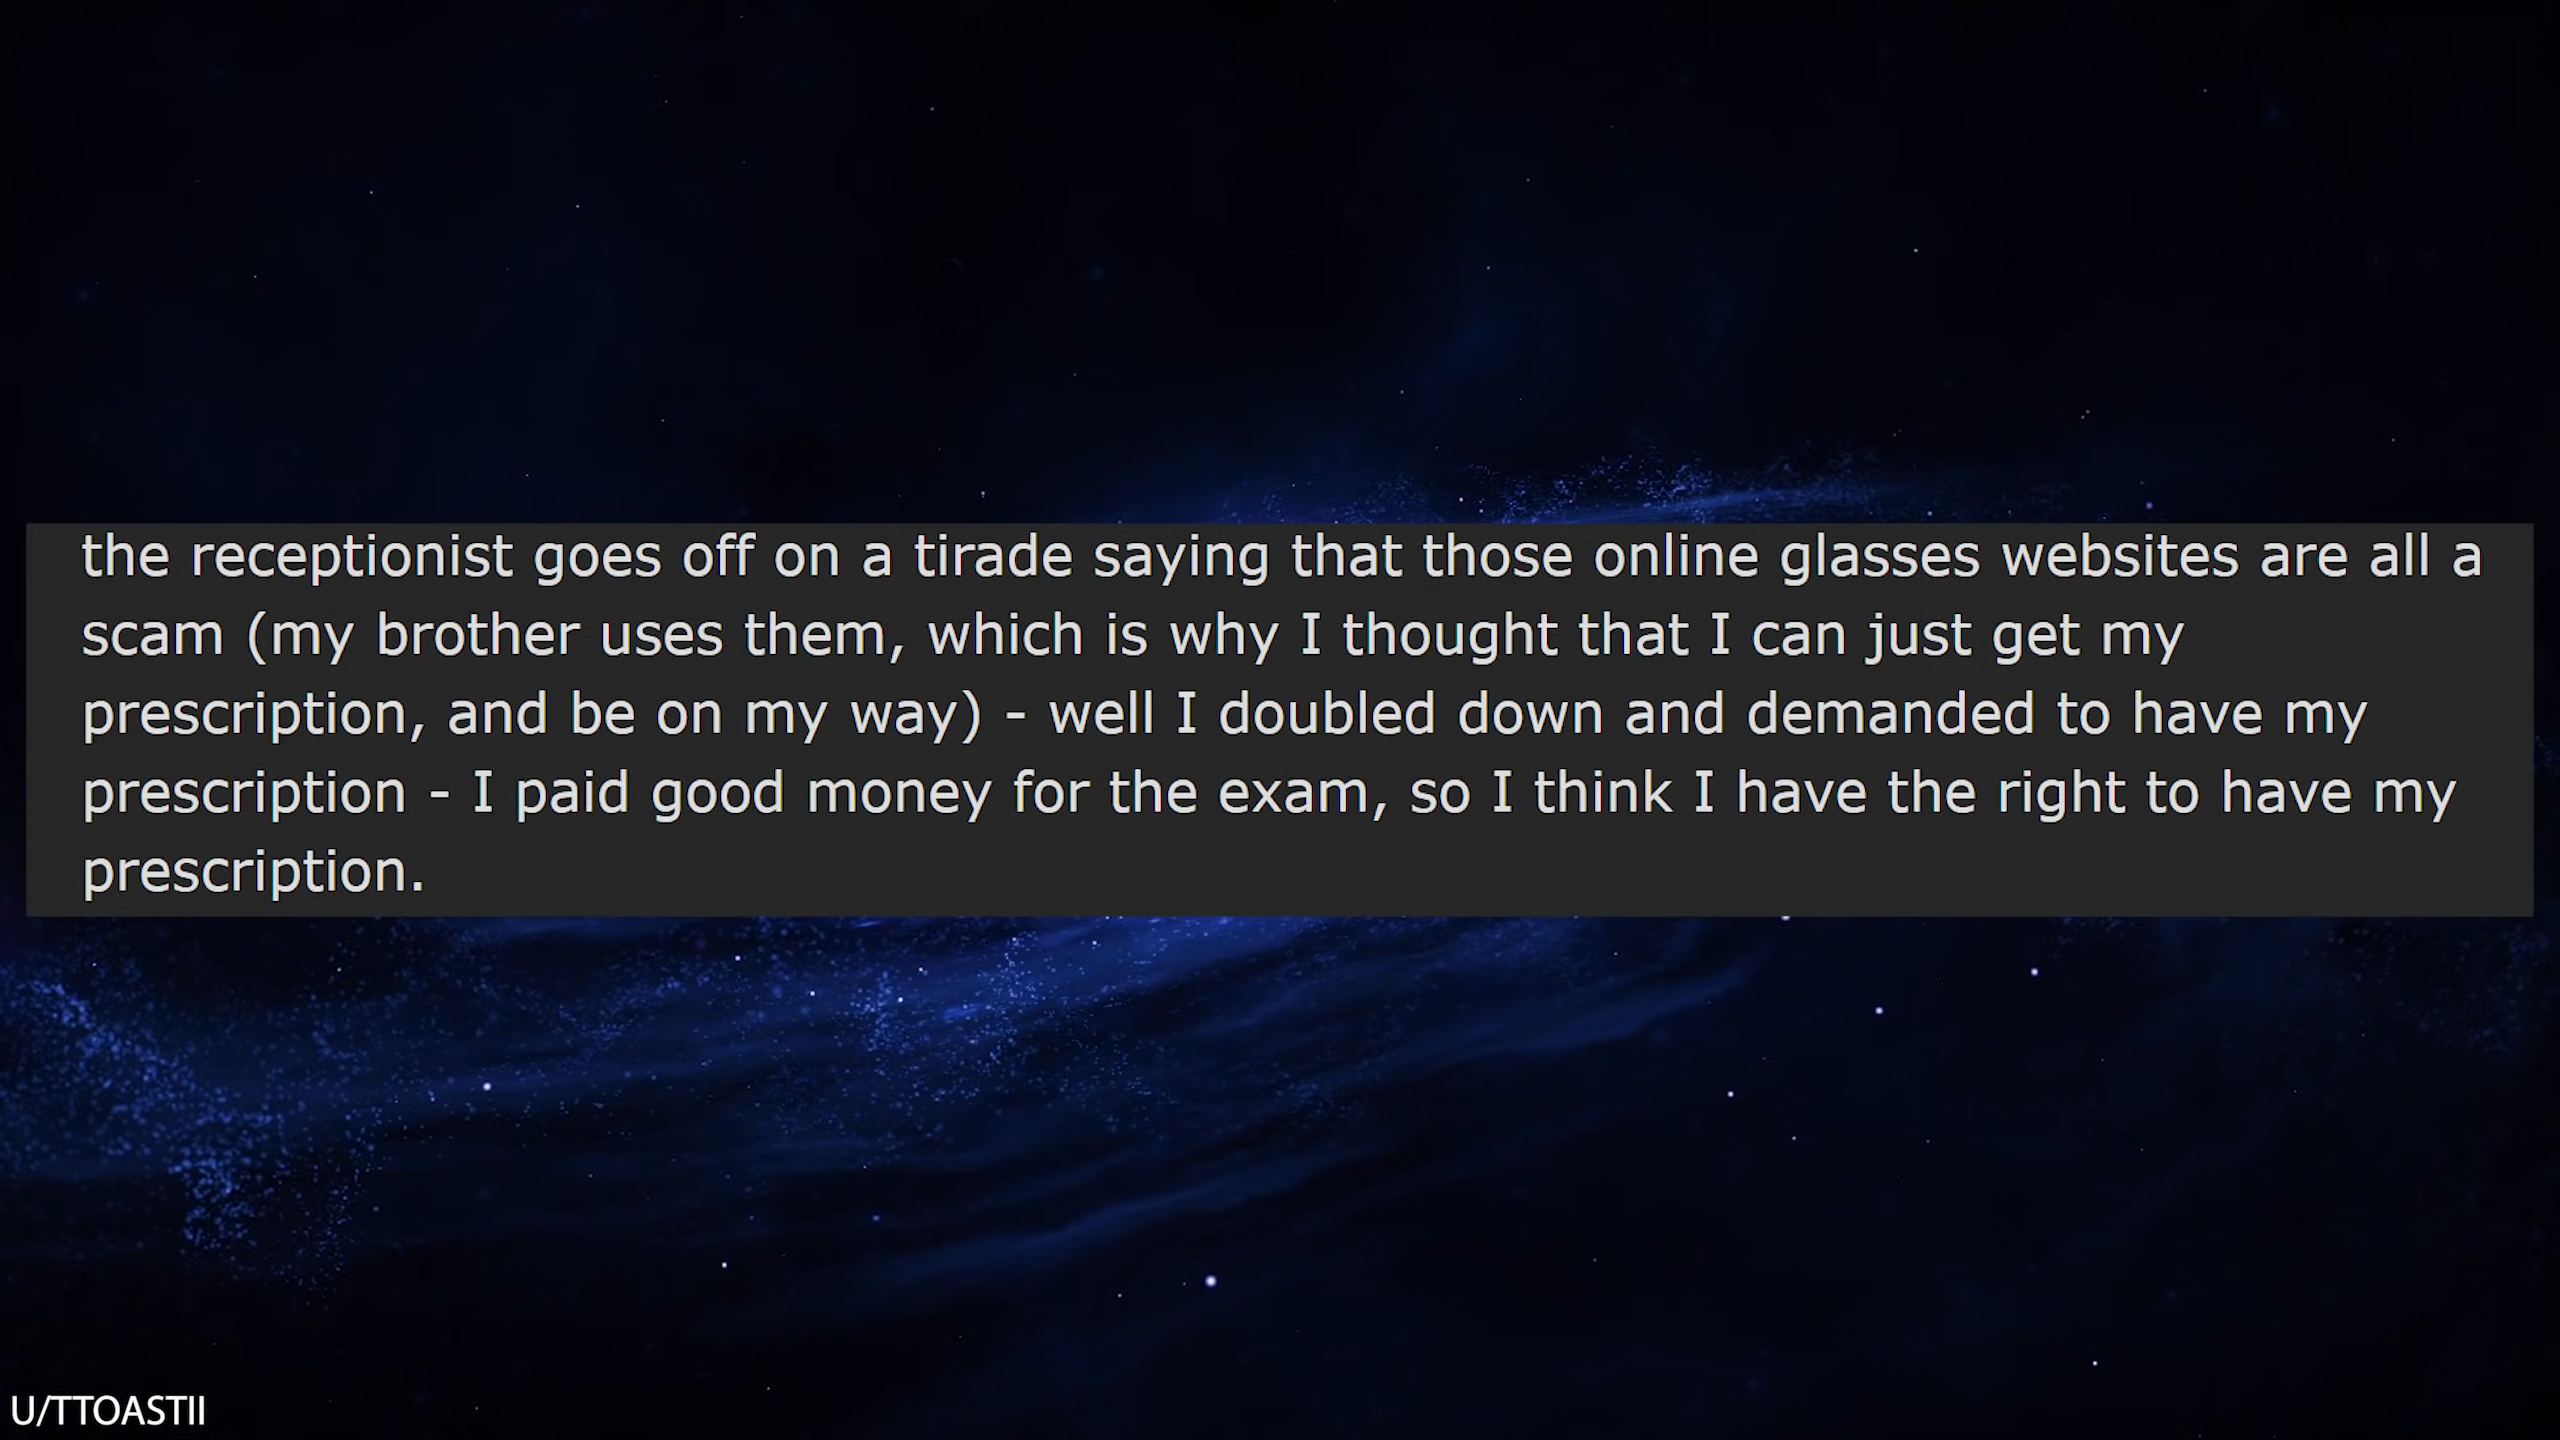 the receptionist goes off on a tirade saying that those online glasses websites are all a
scam (my brother uses them, which is why I thought that I can just get my
prescription, and be on my way) - well I doubled down and demanded to have my
prescription - I paid good money for the exam, so I think I have the right to have my
prescription.
U/TTOASTII